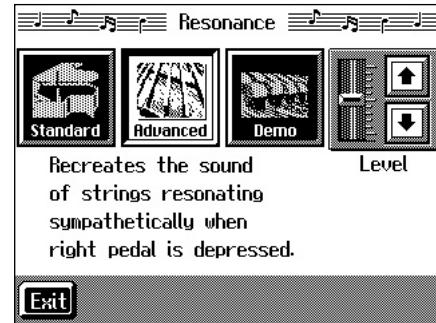 Resonance
Standard Advanced Demo
Level
Recreates the sound
of strings resonating
sympathetically when
right pedal is depressed.
Exit